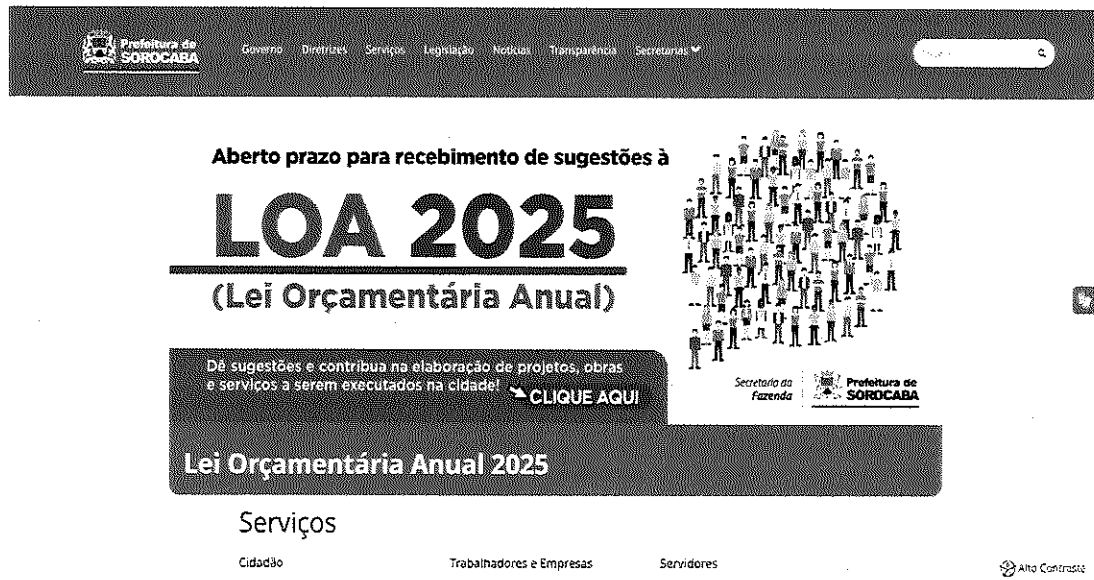 Prefeitura de
SOROCABA
Governo Diretrizes Serviços Legislação Notícias Transparência Secretarias
Aberto prazo para recebimento de sugestões à
LOA 2025
(Lei Orçamentária Anual)
Dê sugestões e contribua na elaboração de projetos, obras
e serviços a serem executados na cidade!
CLIQUE AQUI
Secretaria da
Fazenda
Prefeitura de
SOROCABA
Lei Orçamentária Anual 2025
Serviços
Cidadão Trabalhadores e Empresas Servidores
Alto Contraste